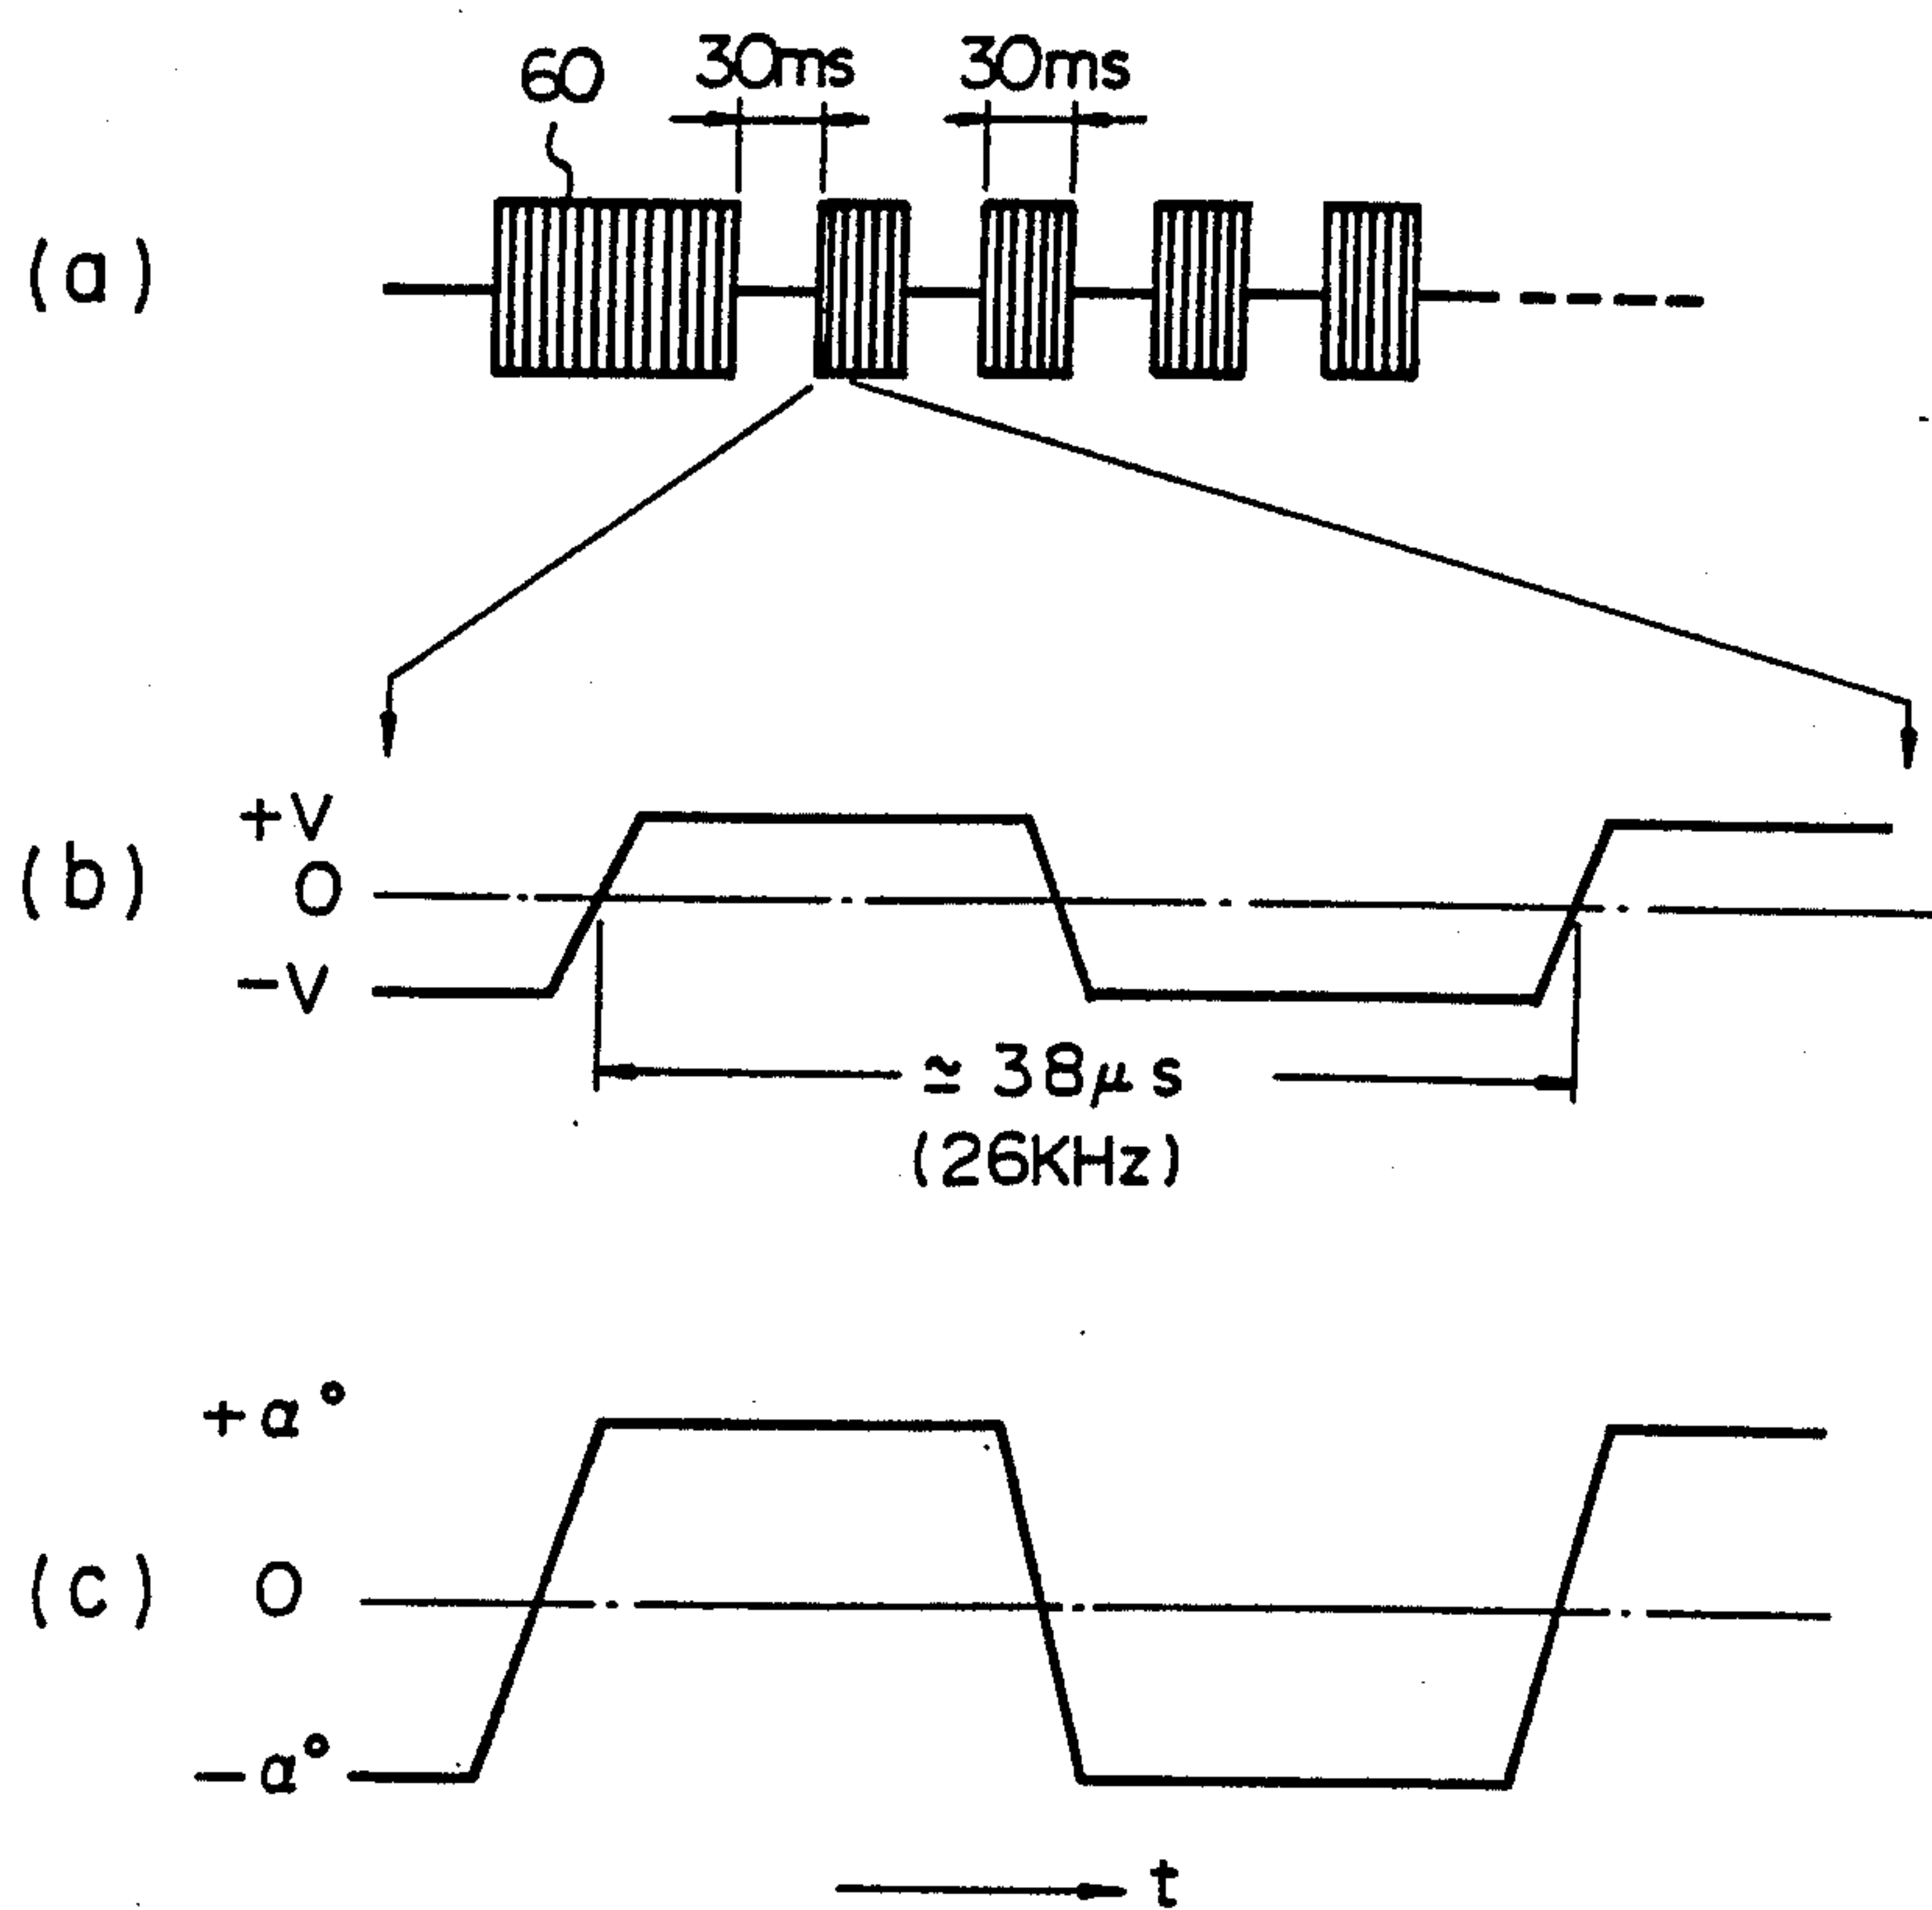 60 30ms 30ms
(a)
+V
(b) 0
-V
≃ 38μs
(26KHz)
+α°
(c) 0
-α°
t